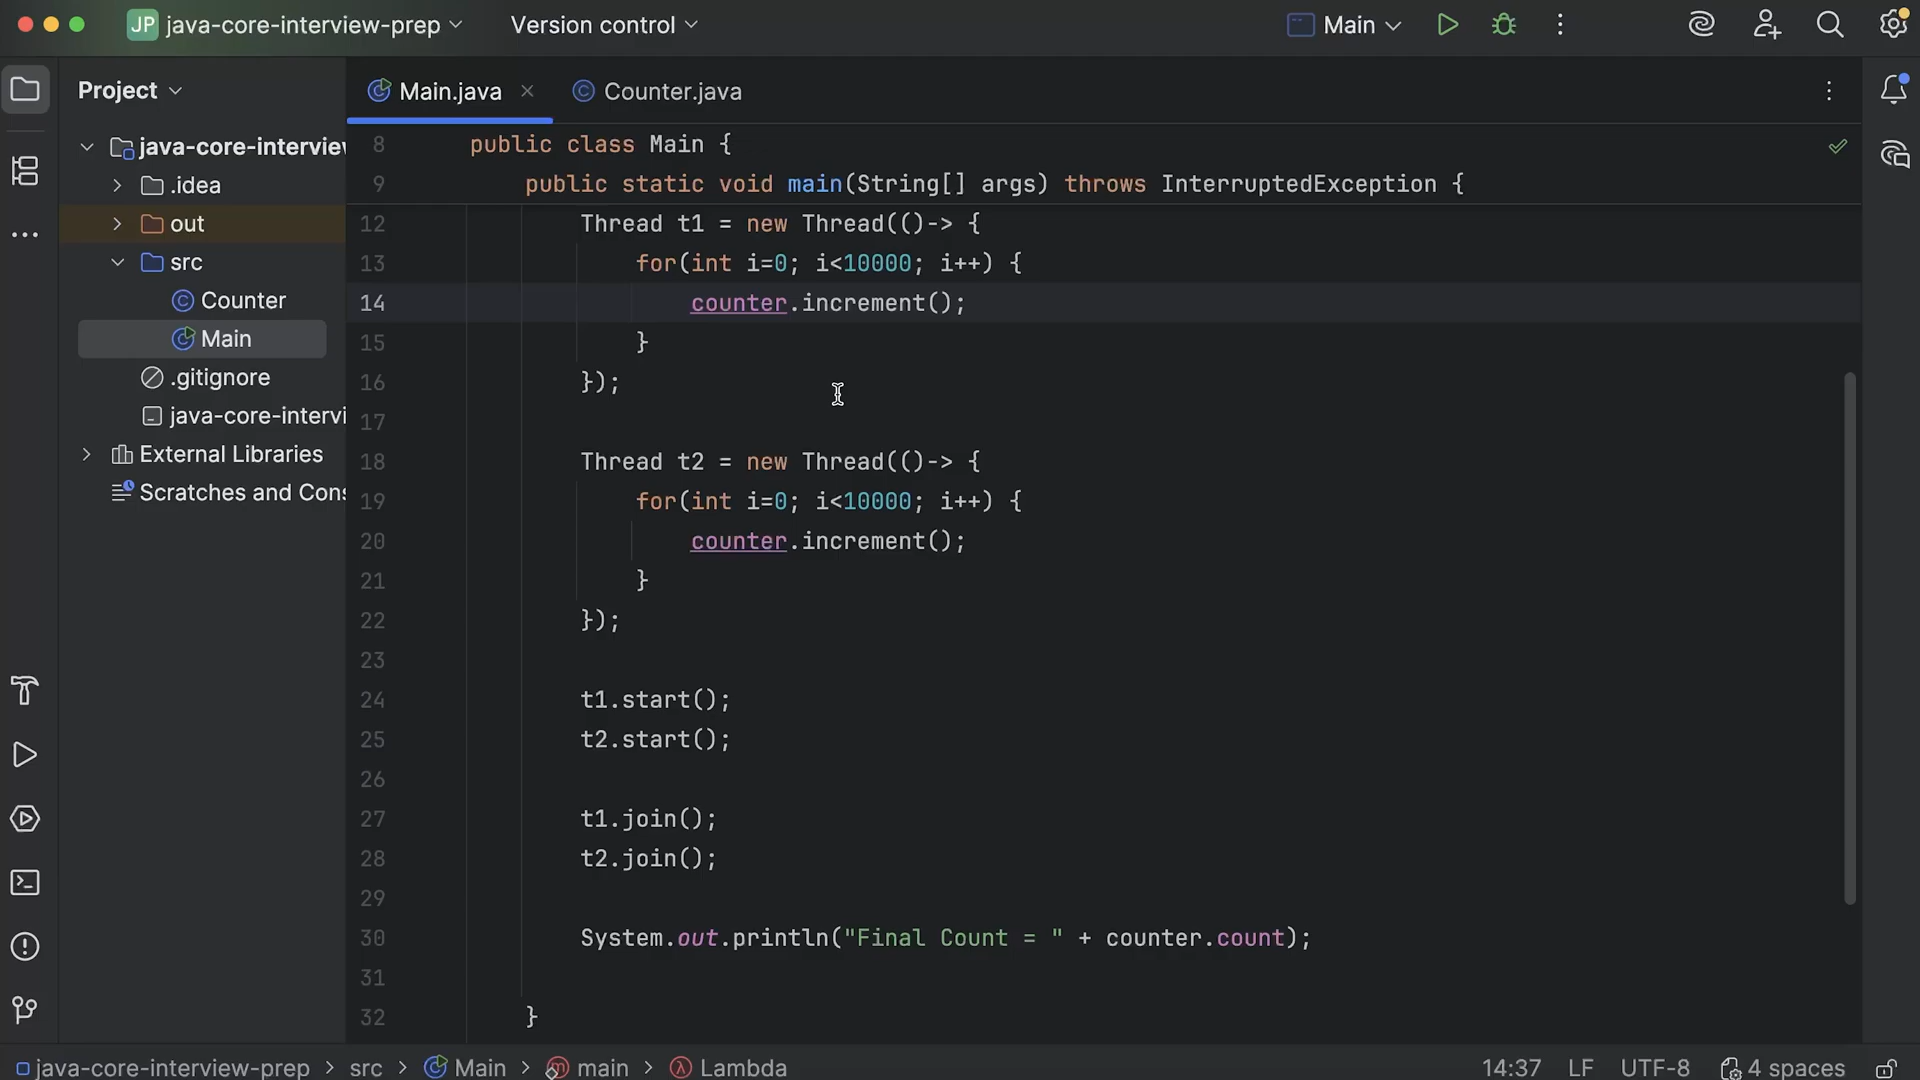 JP java-core-interview-prep
Version control
Main
Project
Main.java
Counter.java
java-core-interview
.idea
out
src
Counter
Main
.gitignore
java-core-intervi
External Libraries
Scratches and Cons
8 public class Main {
9 public static void main(String[] args) throws InterruptedException {
12 Thread t1 = new Thread(()-> {
13 for(int i=0; i<10000; i++) {
14 counter.increment();
15 }
16 });
17
18 Thread t2 = new Thread(()-> {
19 for(int i=0; i<10000; i++) {
20 counter.increment();
21 }
22 });
23
24 t1.start();
25 t2.start();
26
27 t1.join();
28 t2.join();
29
30 System.out.println("Final Count = " + counter.count);
31
32 }
java-core-interview-prep > src > Main > main > Lambda
14:37 LF UTF-8 4 spaces